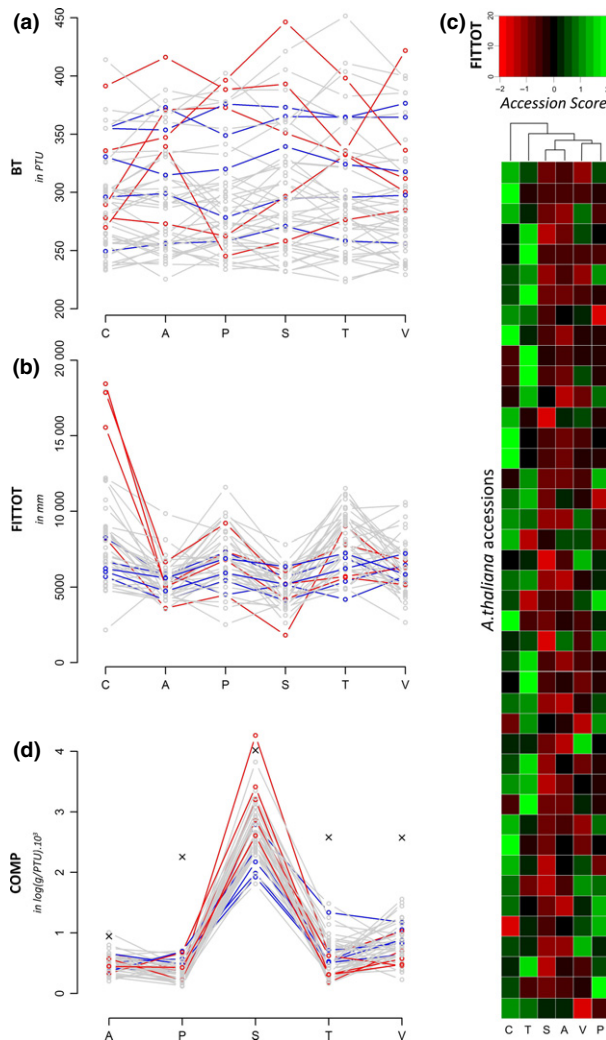 (a)
BT
in PTU
450
400
350
300
250
200
C A P S T V
(b)
FITTOT
in mm
20 000
15 000
10 000
5000
0
C A P S T V
(d)
COMP
in log(g/PTU).10³
4
3
2
1
0
A P S T V
(c)
FITTOT
20
10
0
−2 −1 0 1 2
Accession Score
A.thaliana accessions
C T S A V P